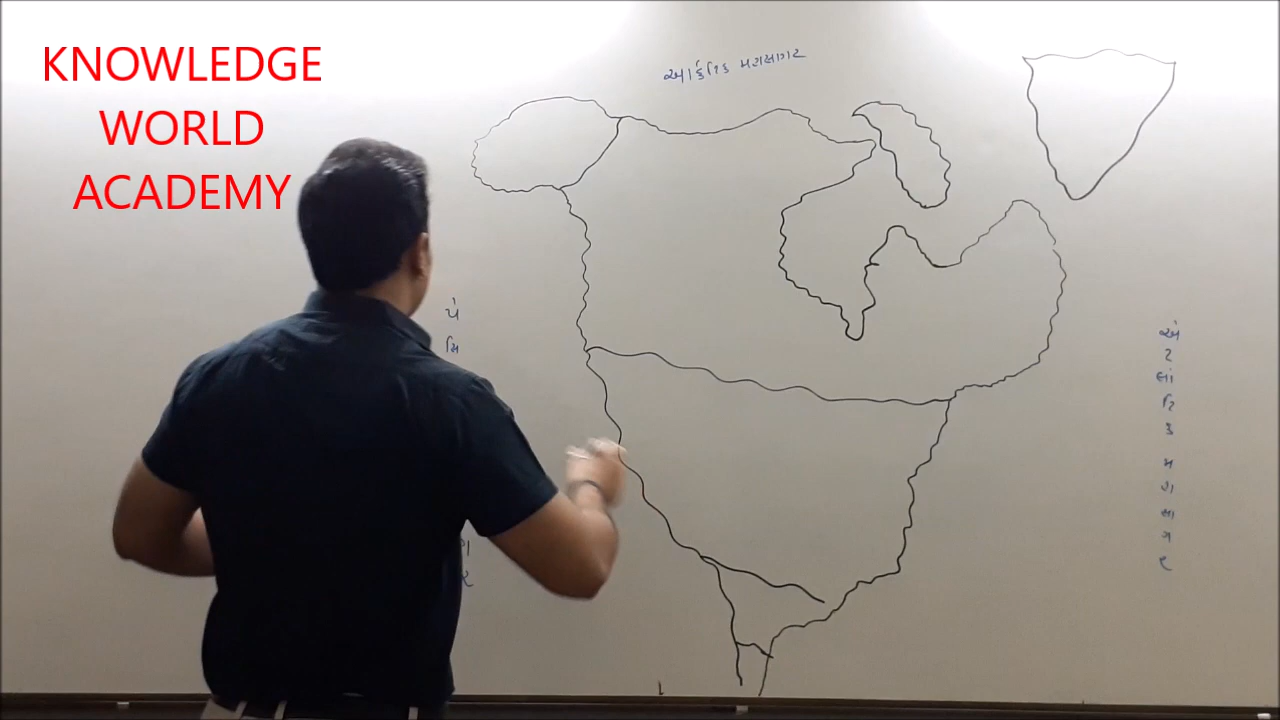 KNOWLEDGE
WORLD
ACADEMY
આર્કટિક મહાસાગર
પે
સિ
ગ
ર
એ
ટ
લાં
ટિ
ક
મ
હા
સા
ગ
ર